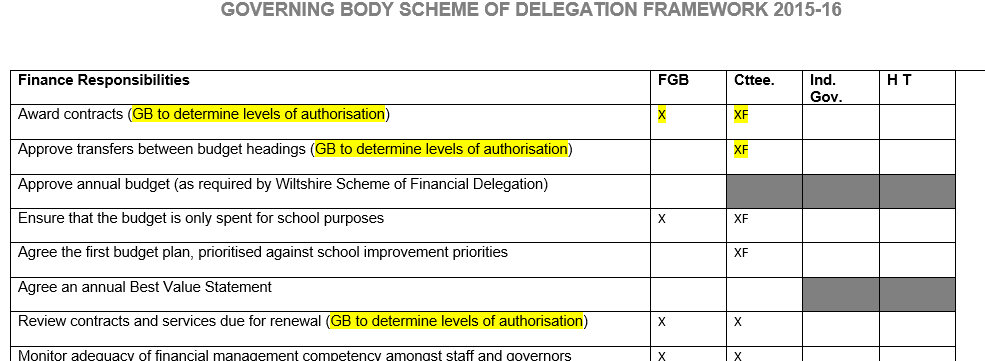 GOVERNING BODY SCHEME OF DELEGATION FRAMEWORK 2015-16
Finance Responsibilities FGB Cttee. Ind. Gov. H T
Award contracts (GB to determine levels of authorisation) X XF
Approve transfers between budget headings (GB to determine levels of authorisation) XF
Approve annual budget (as required by Wiltshire Scheme of Financial Delegation)
Ensure that the budget is only spent for school purposes X XF
Agree the first budget plan, prioritised against school improvement priorities XF
Agree an annual Best Value Statement
Review contracts and services due for renewal (GB to determine levels of authorisation) X X
Monitor adequacy of financial management competency amongst staff and governors X X